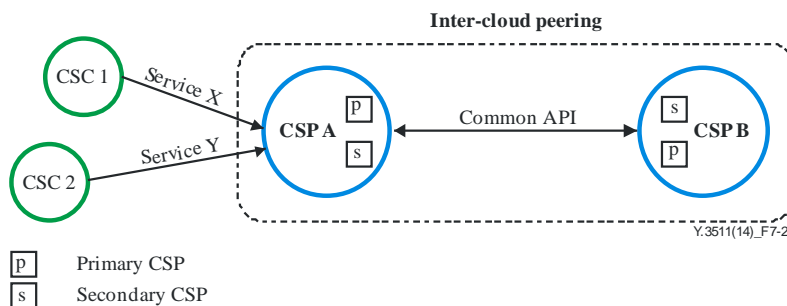 Inter-cloud peering
CSC 1
Service X
CSP A
p
s
Common API
s
p
CSP B
Service Y
CSC 2
Y.3511(14)_F7-2
p Primary CSP
s Secondary CSP